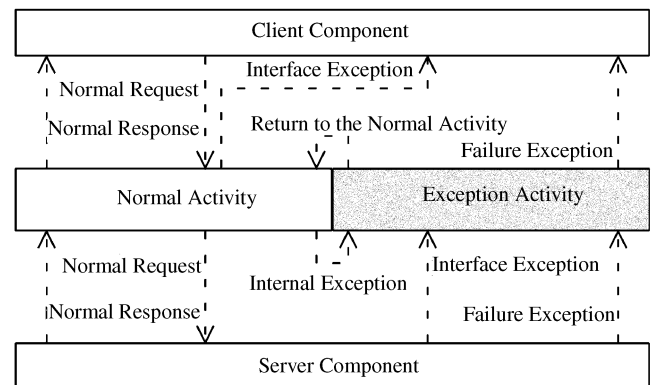 Client Component
Interface Exception
Normal Request
Normal Response
Return to the Normal Activity
Failure Exception
Normal Activity
Exception Activity
Normal Request
Interface Exception
Internal Exception
Normal Response
Failure Exception
Server Component